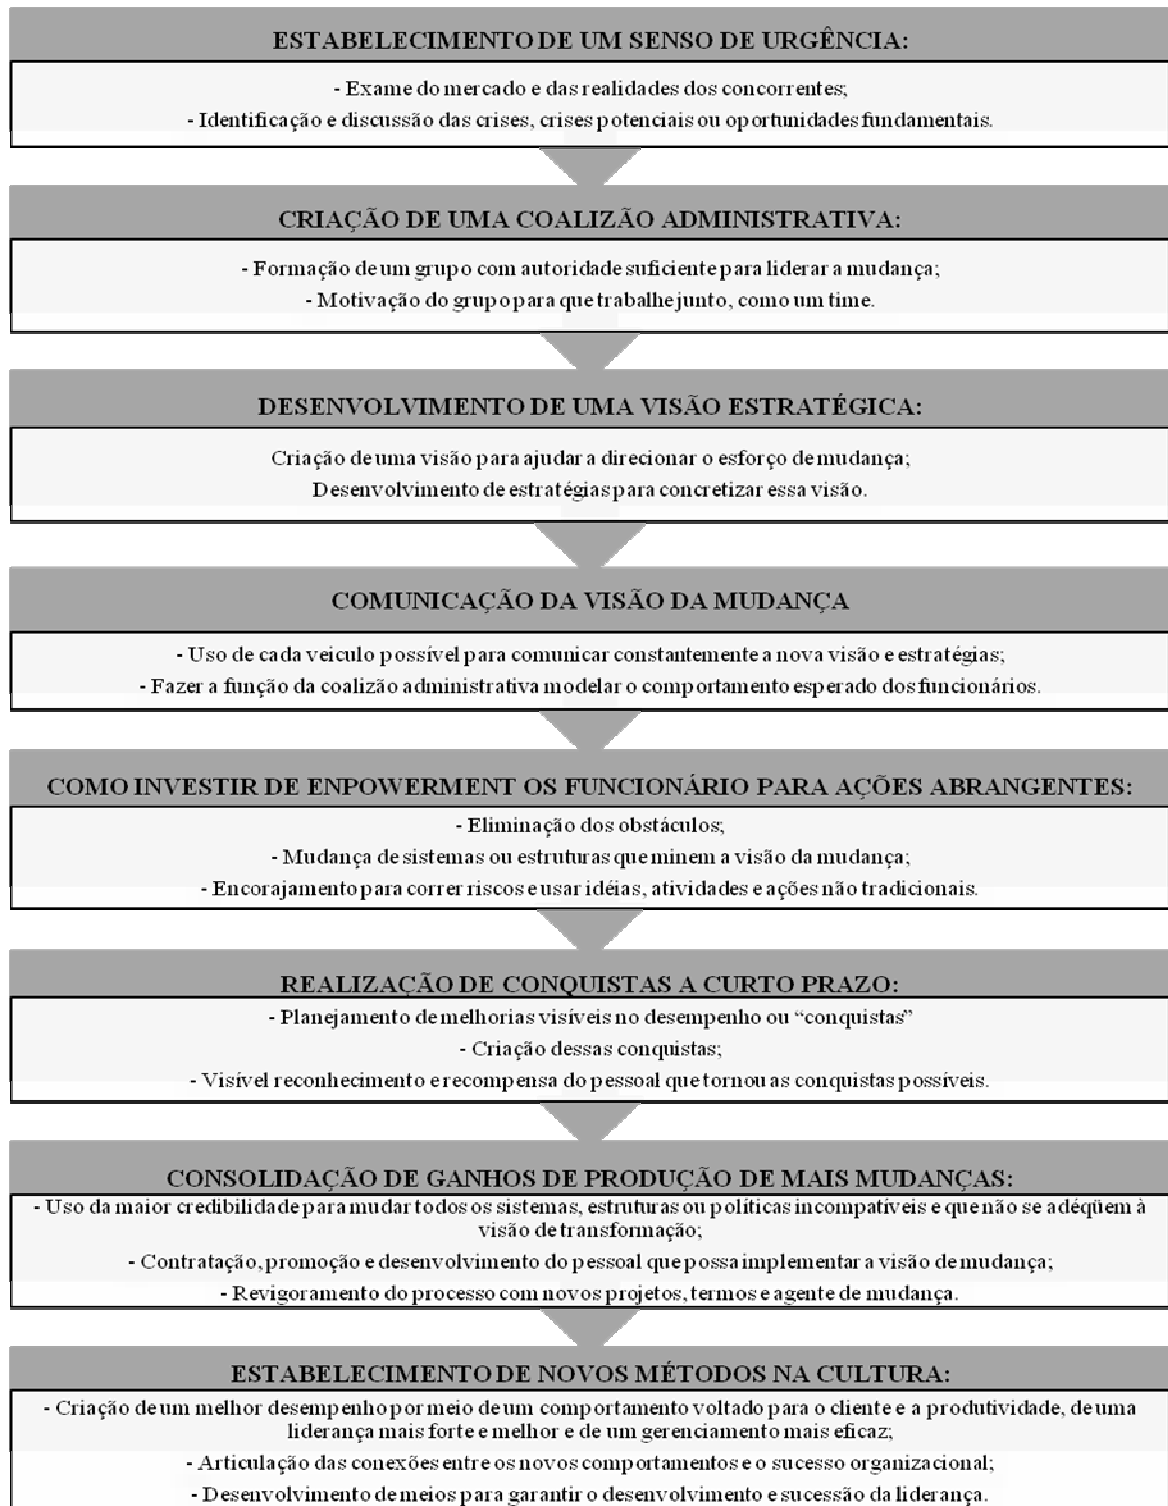 ESTABELECIMENTO DE UM SENSO DE URGÊNCIA:
- Exame do mercado e das realidades dos concorrentes;
- Identificação e discussão das crises, crises potenciais ou oportunidades fundamentais.
CRIAÇÃO DE UMA COALIZÃO ADMINISTRATIVA:
- Formação de um grupo com autoridade suficiente para liderar a mudança;
- Motivação do grupo para que trabalhe junto, como um time.
DESENVOLVIMENTO DE UMA VISÃO ESTRATÉGICA:
Criação de uma visão para ajudar a direcionar o esforço de mudança;
Desenvolvimento de estratégias para concretizar essa visão.
COMUNICAÇÃO DA VISÃO DA MUDANÇA
- Uso de cada veiculo possível para comunicar constantemente a nova visão e estratégias;
- Fazer a função da coalizão administrativa modelar o comportamento esperado dos funcionários.
COMO INVESTIR DE ENPOWERMENT OS FUNCIONÁRIO PARA AÇÕES ABRANGENTES:
- Eliminação dos obstáculos;
- Mudança de sistemas ou estruturas que minem a visão da mudança;
- Encorajamento para correr riscos e usar idéias, atividades e ações não tradicionais.
REALIZAÇÃO DE CONQUISTAS A CURTO PRAZO:
- Planejamento de melhorias visíveis no desempenho ou “conquistas”
- Criação dessas conquistas;
- Visível reconhecimento e recompensa do pessoal que tornou as conquistas possíveis.
CONSOLIDAÇÃO DE GANHOS DE PRODUÇÃO DE MAIS MUDANÇAS:
- Uso da maior credibilidade para mudar todos os sistemas, estruturas ou políticas incompatíveis e que não se adéqüem à
visão de transformação;
- Contratação, promoção e desenvolvimento do pessoal que possa implementar a visão de mudança;
- Revigoramento do processo com novos projetos, termos e agente de mudança.
ESTABELECIMENTO DE NOVOS MÉTODOS NA CULTURA:
- Criação de um melhor desempenho por meio de um comportamento voltado para o cliente e a produtividade, de uma
liderança mais forte e melhor e de um gerenciamento mais eficaz;
- Articulação das conexões entre os novos comportamentos e o sucesso organizacional;
- Desenvolvimento de meios para garantir o desenvolvimento e sucessão da liderança.